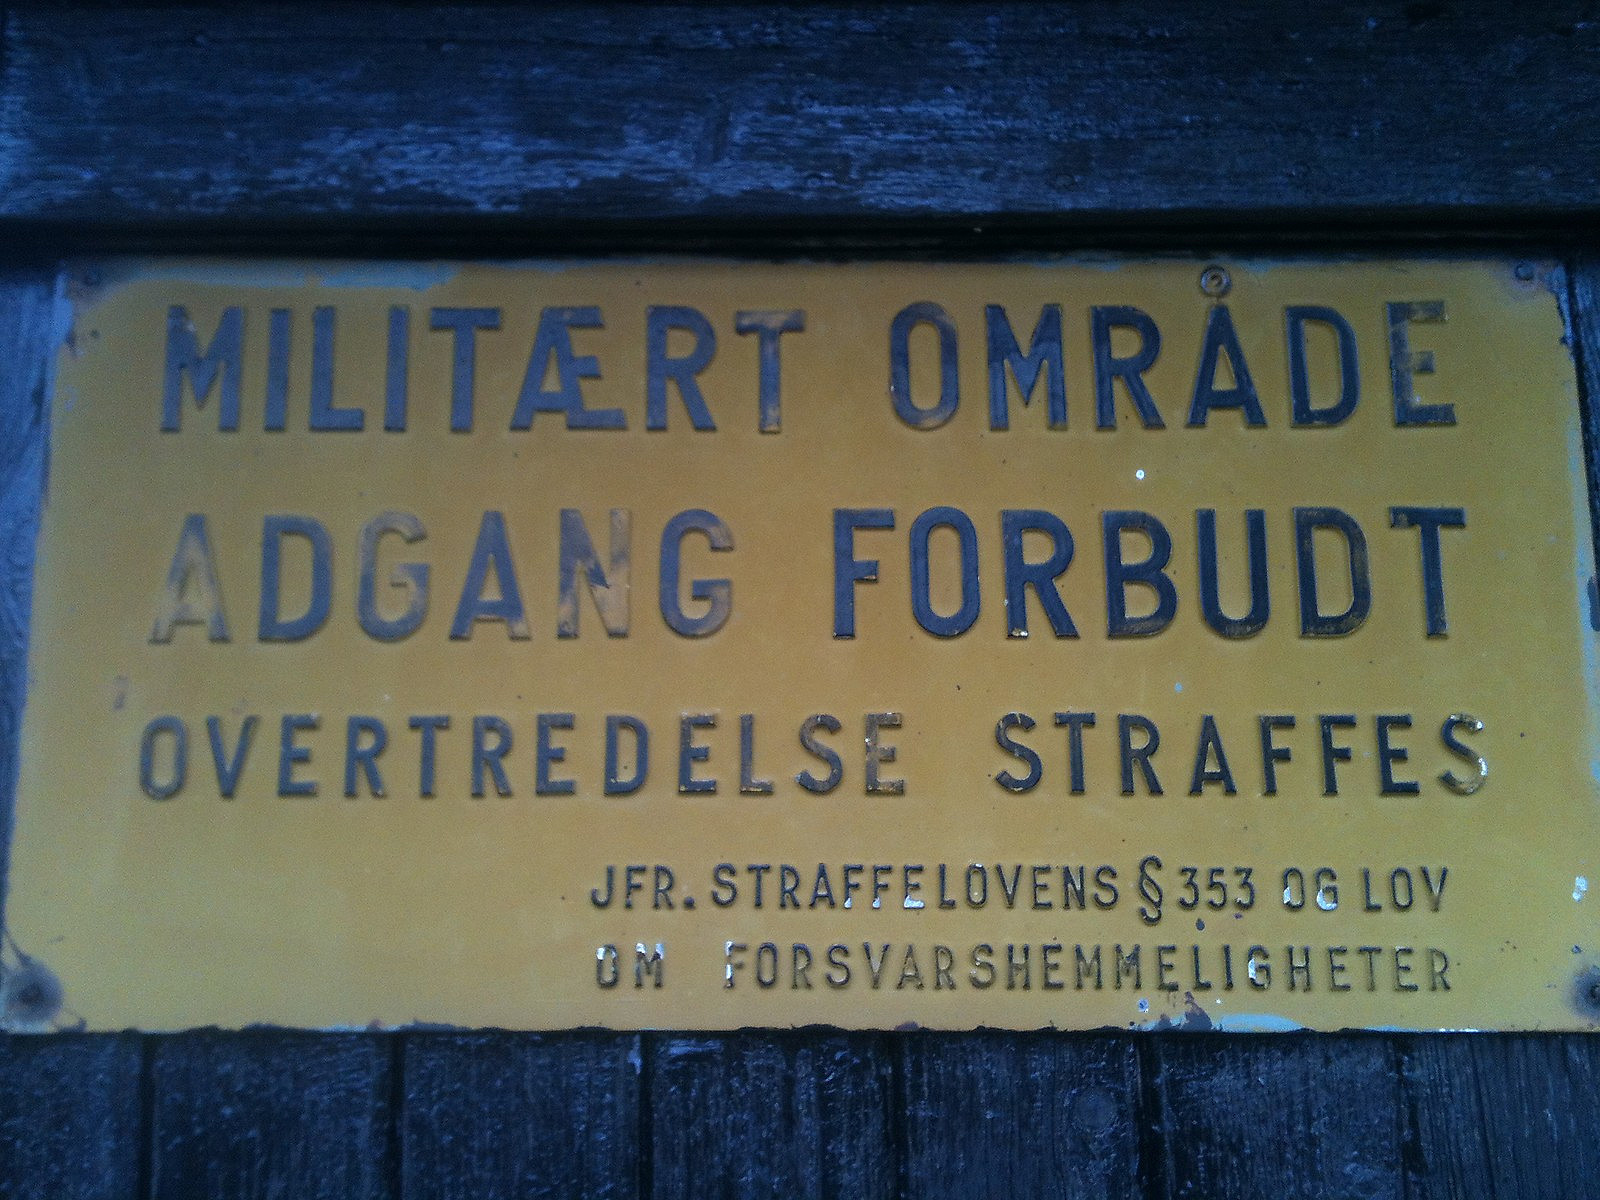 MILITÆRT OMRÅDE
ADGANG FORBUDT
OVERTREDELSE STRAFFES
JFR. STRAFFELOVENS § 353 OG LOV
OM FORSVARSHEMMELIGHETER